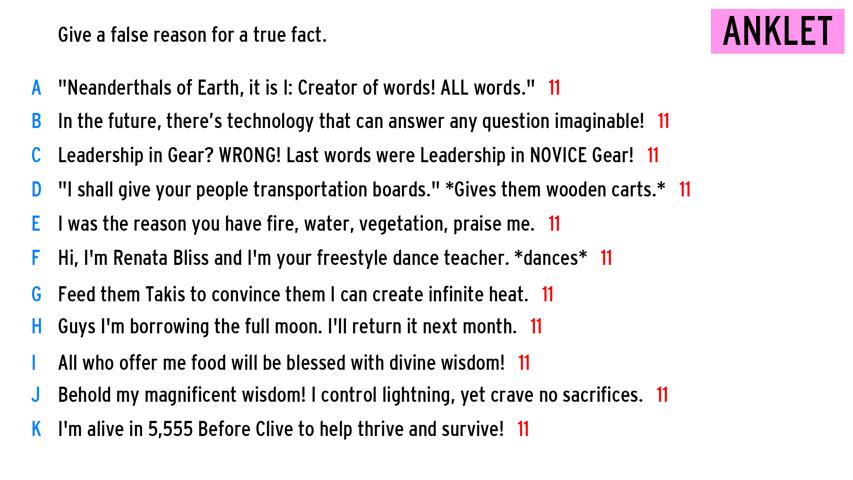 Give a false reason for a true fact.
ANKLET
A "Neanderthals of Earth, it is I: Creator of words! ALL words." 11
B In the future, there's technology that can answer any question imaginable! 11
C Leadership in Gear? WRONG! Last words were Leadership in NOVICE Gear! 11
D "I shall give your people transportation boards." *Gives them wooden carts.* 11
E I was the reason you have fire, water, vegetation, praise me. 11
F Hi, I'm Renata Bliss and I'm your freestyle dance teacher. *dances* 11
G Feed them Takis to convince them I can create infinite heat. 11
H Guys I'm borrowing the full moon. I'll return it next month. 11
I All who offer me food will be blessed with divine wisdom! 11
J Behold my magnificent wisdom! I control lightning, yet crave no sacrifices. 11
K I'm alive in 5,555 Before Clive to help thrive and survive! 11